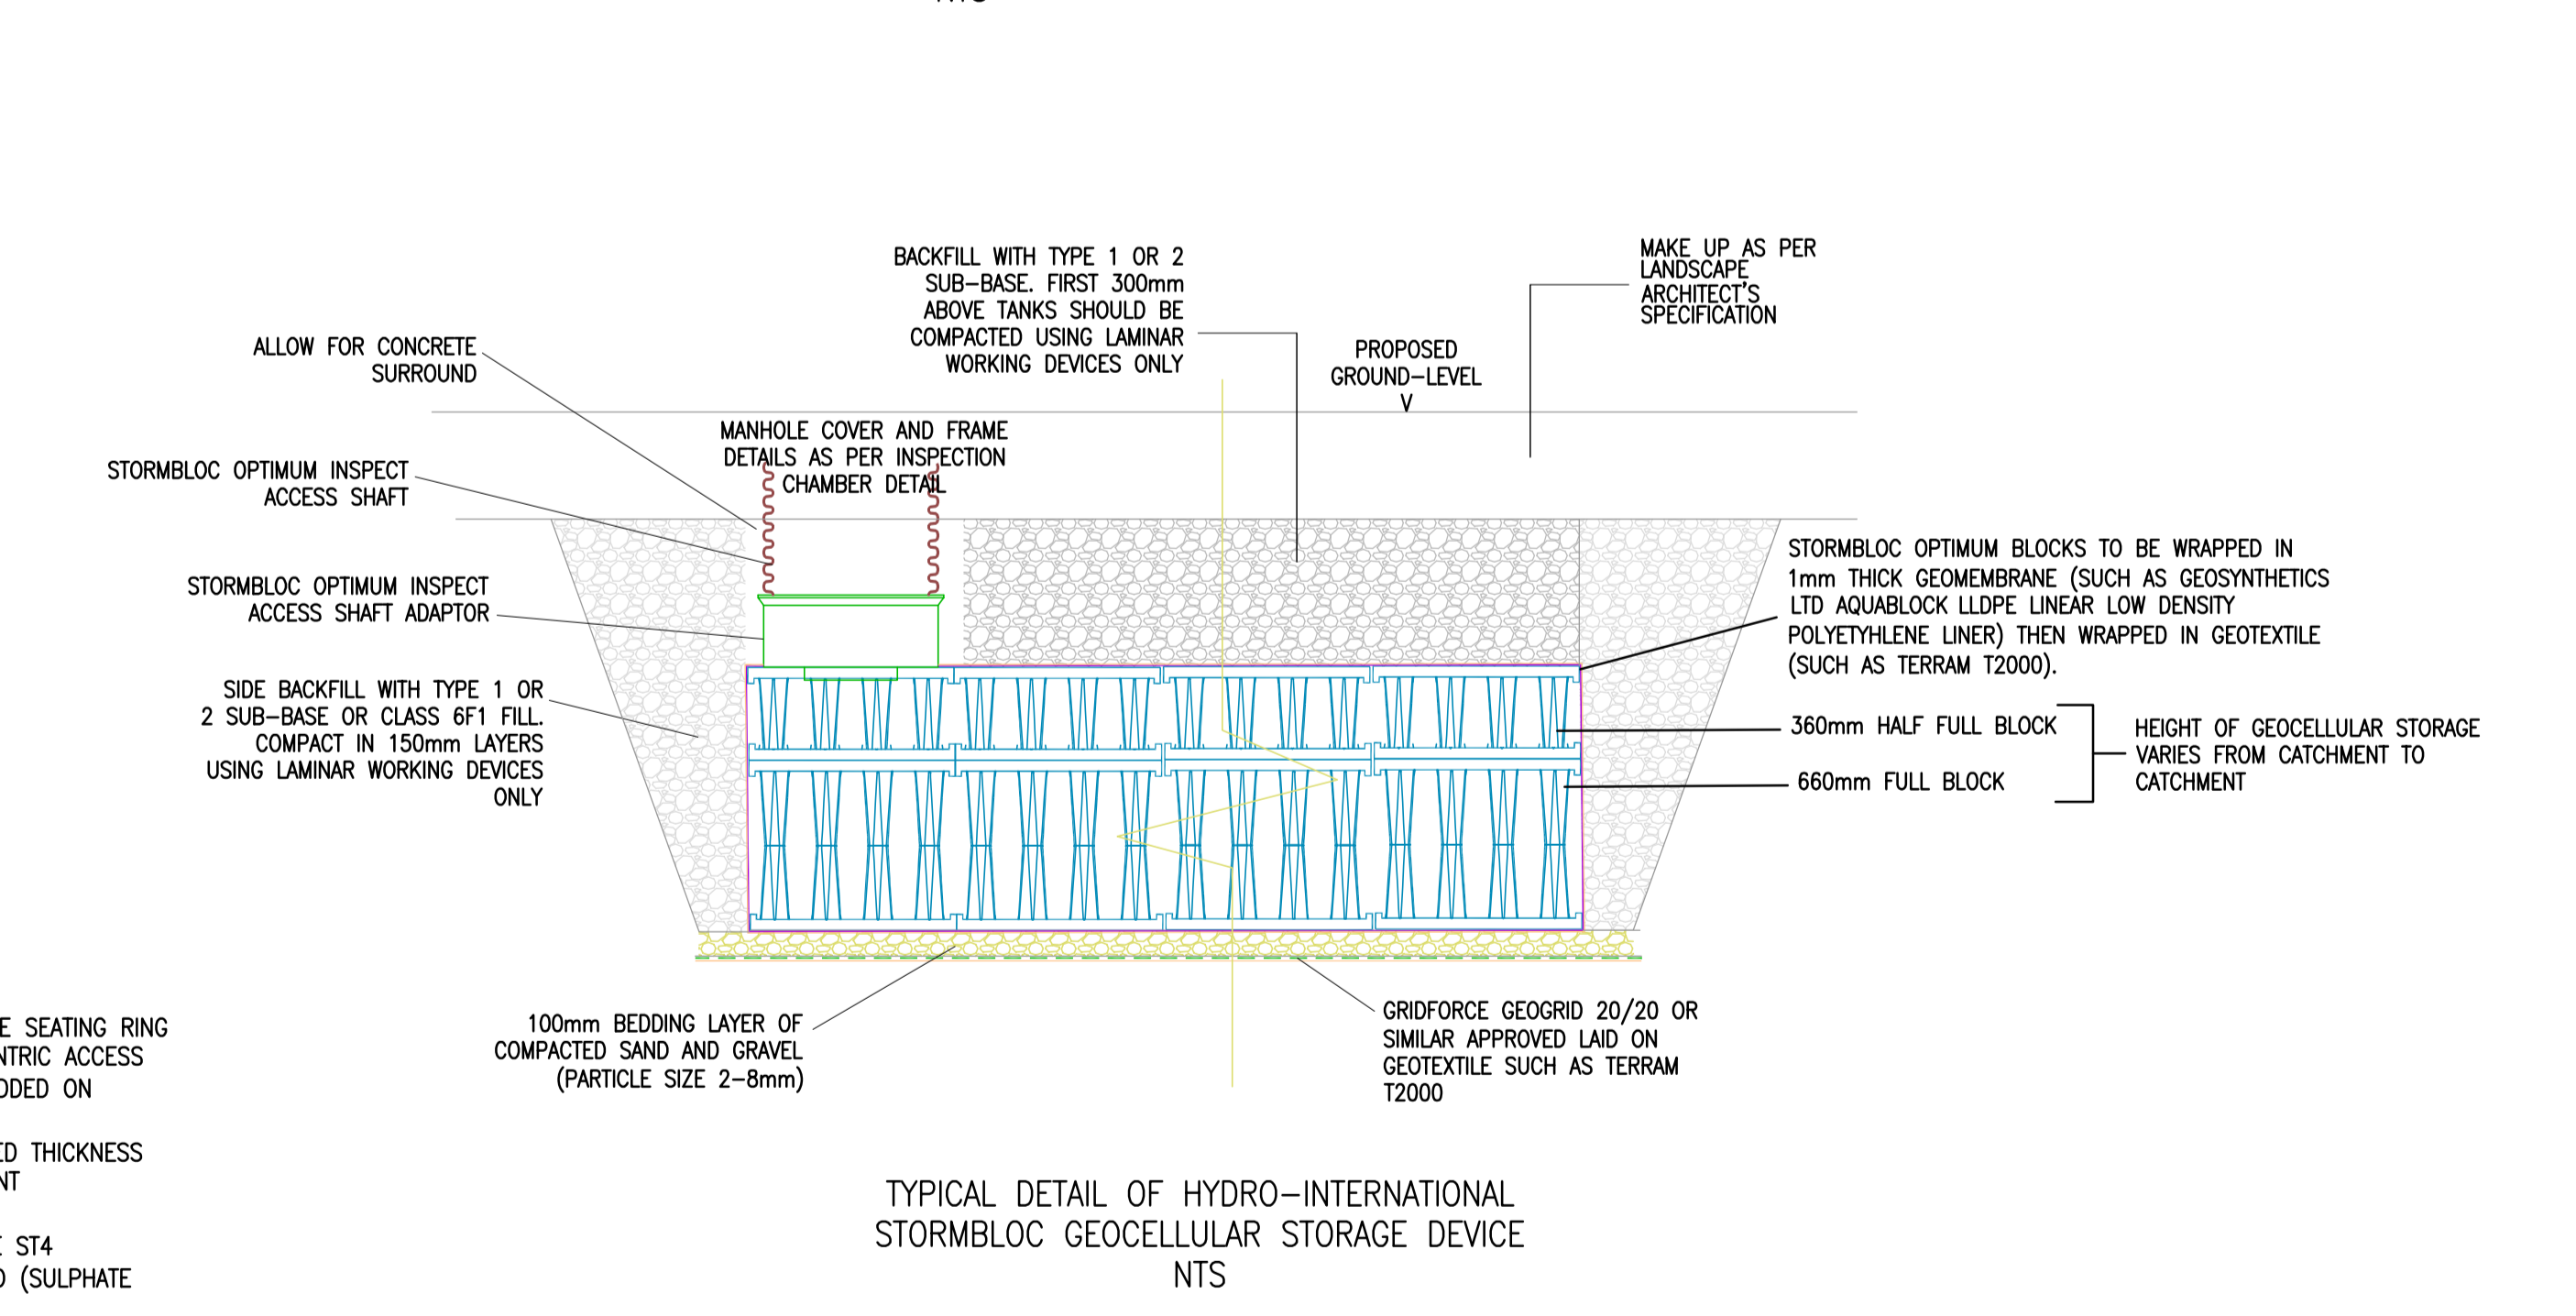 BACKFILL WITH TYPE 1 OR 2
SUB-BASE. FIRST 300mm
ABOVE TANKS SHOULD BE
COMPACTED USING LAMINAR
WORKING DEVICES ONLY
MAKE UP AS PER
LANDSCAPE
ARCHITECT'S
SPECIFICATION
PROPOSED
GROUND-LEVEL
V
ALLOW FOR CONCRETE
SURROUND
MANHOLE COVER AND FRAME
DETAILS AS PER INSPECTION
CHAMBER DETAIL
STORMBLOC OPTIMUM INSPECT
ACCESS SHAFT
STORMBLOC OPTIMUM INSPECT
ACCESS SHAFT ADAPTOR
SIDE BACKFILL WITH TYPE 1 OR
2 SUB-BASE OR CLASS 6F1 FILL.
COMPACT IN 150mm LAYERS
USING LAMINAR WORKING DEVICES
ONLY
STORMBLOC OPTIMUM BLOCKS TO BE WRAPPED IN
1mm THICK GEOMEMBRANE (SUCH AS GEOSYNTHETICS
LTD AQUABLOCK LLDPE LINEAR LOW DENSITY
POLYETYHLENE LINER) THEN WRAPPED IN GEOTEXTILE
(SUCH AS TERRAM T2000).
360mm HALF FULL BLOCK
660mm FULL BLOCK
HEIGHT OF GEOCELLULAR STORAGE
VARIES FROM CATCHMENT TO
CATCHMENT
100mm BEDDING LAYER OF
COMPACTED SAND AND GRAVEL
(PARTICLE SIZE 2-8mm)
GRIDFORCE GEOGRID 20/20 OR
SIMILAR APPROVED LAID ON
GEOTEXTILE SUCH AS TERRAM
T2000
SEATING RING
ACCESS
ON
THICKNESS
ST4
(SULPHATE
TYPICAL DETAIL OF HYDRO-INTERNATIONAL
STORMBLOC GEOCELLULAR STORAGE DEVICE
NTS